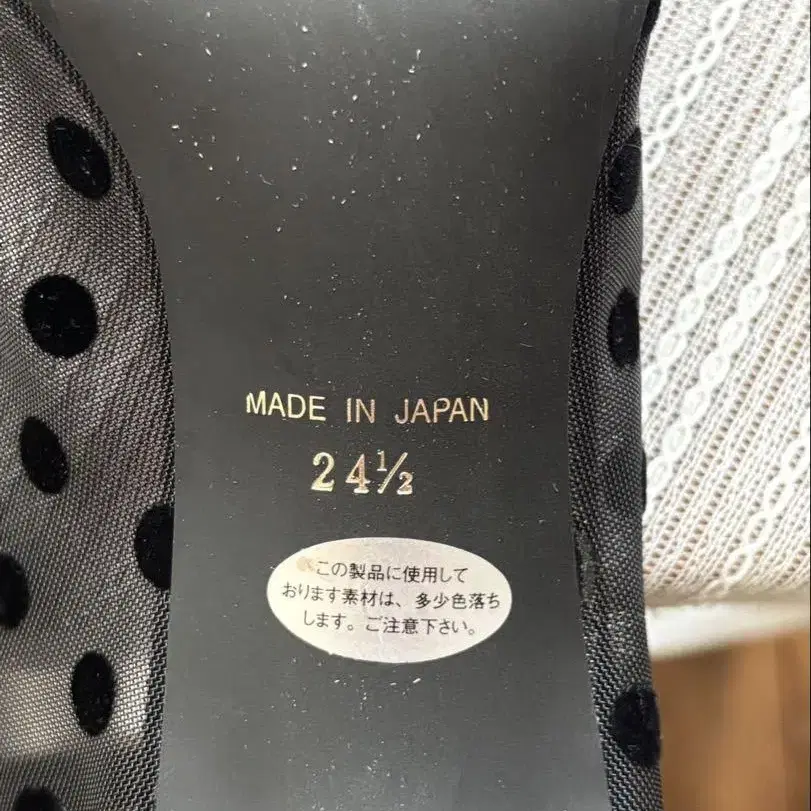 MADE IN JAPAN
24½
この製品に使用して
おります素材は、多少色落ち
します。ご注意下さい。